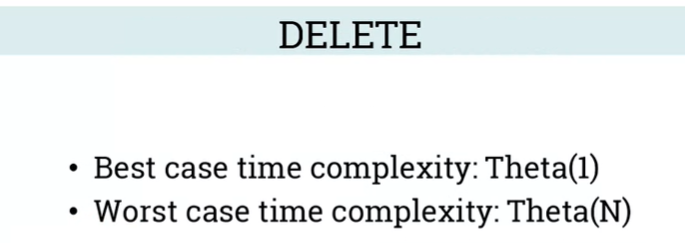 DELETE
• Best case time complexity: Theta(1)
• Worst case time complexity: Theta(N)